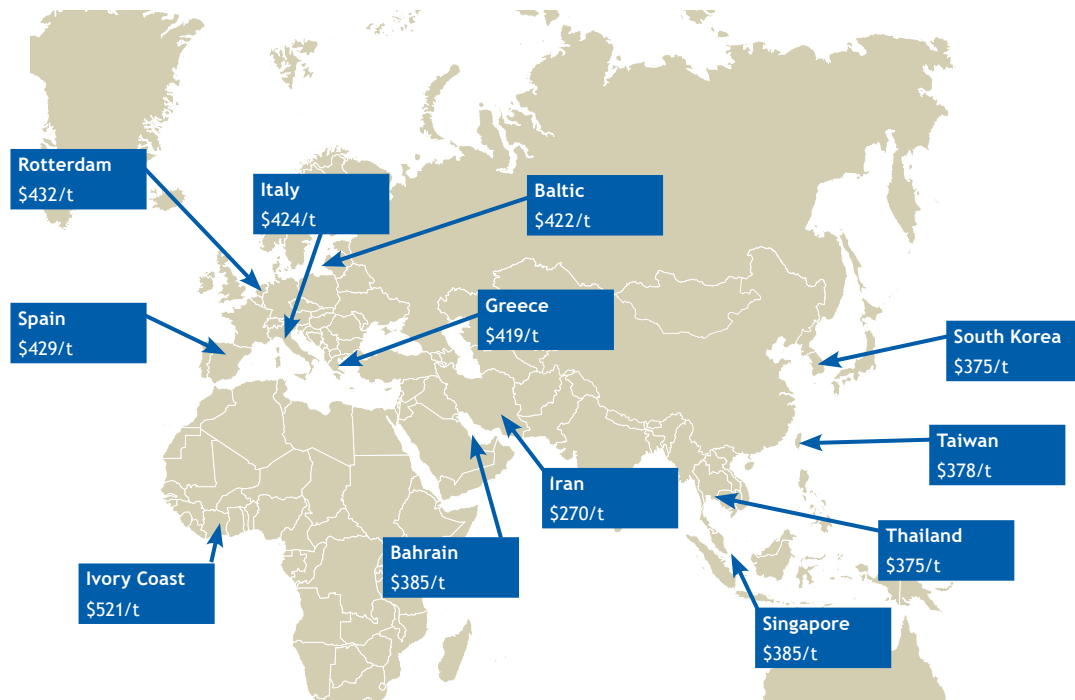 Rotterdam
$432/t
Italy
$424/t
Baltic
$422/t
Spain
$429/t
Greece
$419/t
South Korea
$375/t
Taiwan
$378/t
Iran
$270/t
Thailand
$375/t
Bahrain
$385/t
Ivory Coast
$521/t
Singapore
$385/t